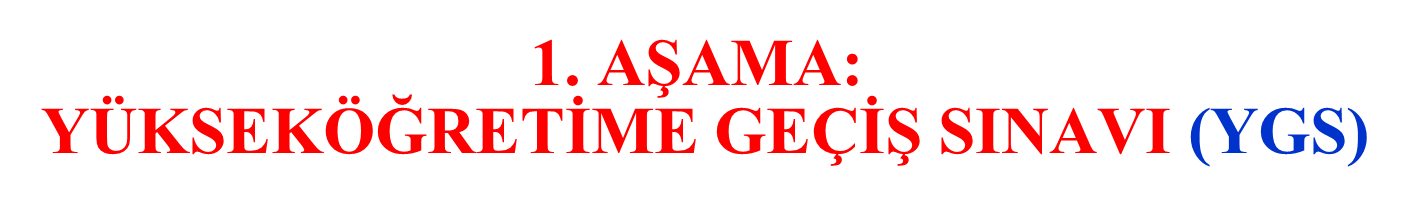 1. AŞAMA:
YÜKSEKÖĞRETİME GEÇİŞ SINAVI (YGS)